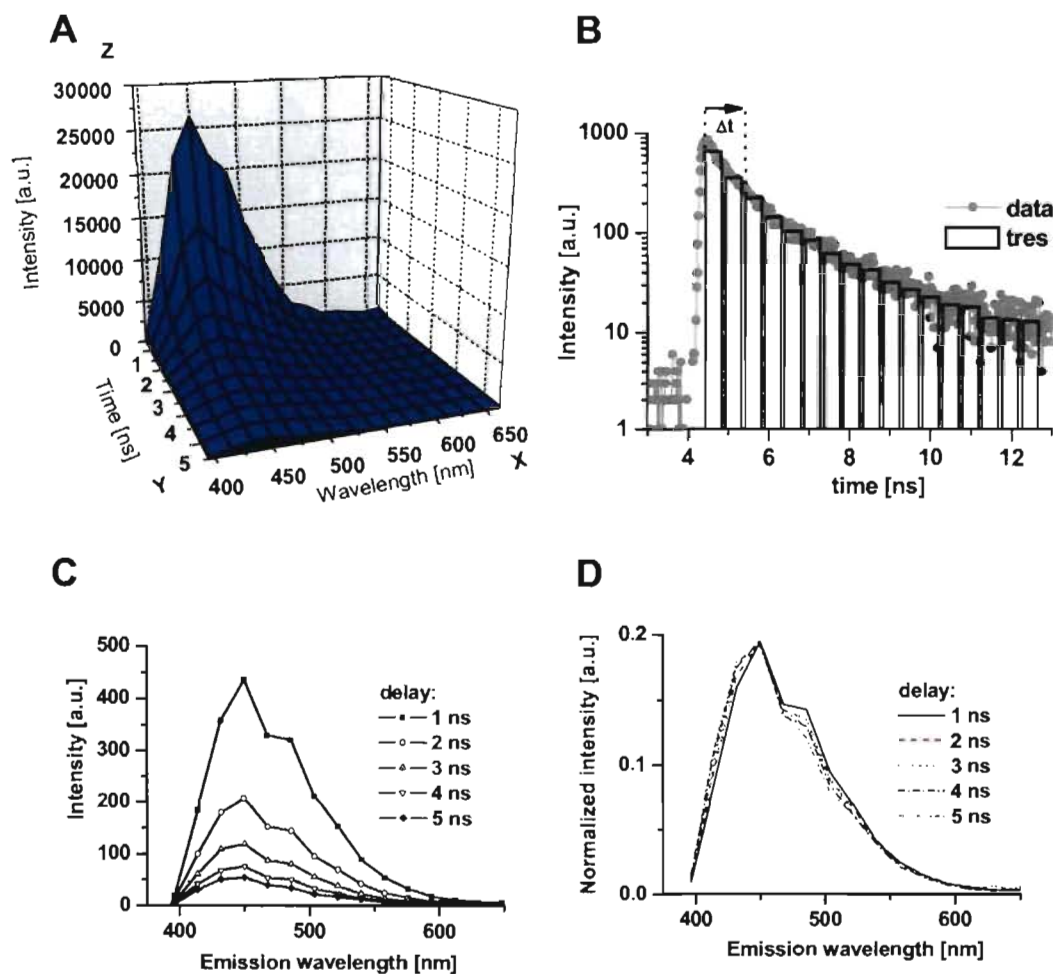 A
Z
30000
25000
20000
15000
10000
5000
0
Intensity [a.u.]
1
2
3
4
5
Time [ns]
Y
400
450
500
550
600
650
Wavelength [nm]
X
B
Δt
1000
100
10
1
Intensity [a.u.]
data
tres
4 6 8 10 12
time [ns]
C
500
400
300
200
100
0
Intensity [a.u.]
delay:
1 ns
2 ns
3 ns
4 ns
5 ns
400 500 600
Emission wavelength [nm]
D
0.2
0.1
0.0
Normalized intensity [a.u.]
delay:
1 ns
2 ns
3 ns
4 ns
5 ns
400 500 600
Emission wavelength [nm]